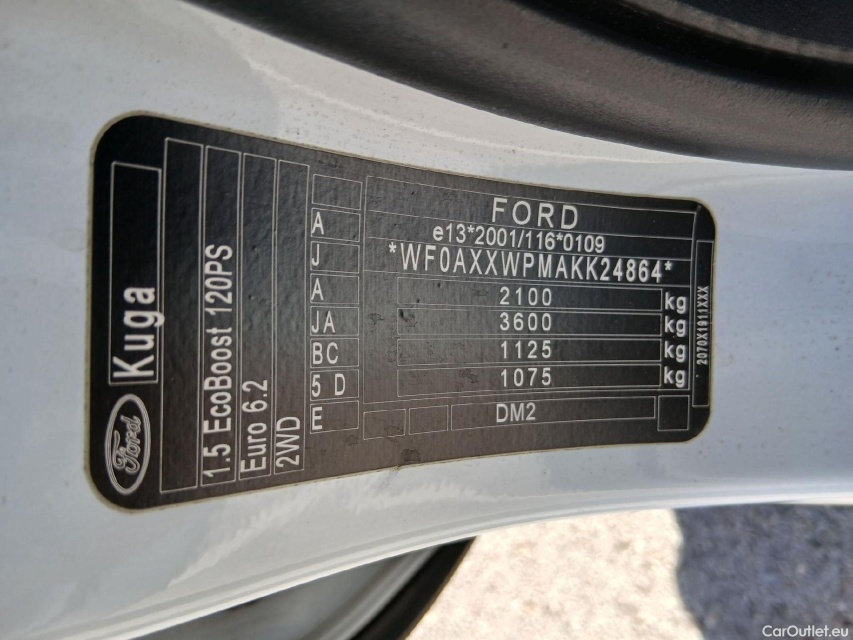 FORD
e13*2001/116*0109
*WF0AXXWPMAKK24864*
2100 kg
3600 kg
1125 kg
1075 kg
DM2
A
J
A
JA
BC
5 D
E
2070X1911XXX
Ford
Kuga
1.5 EcoBoost 120PS
Euro 6.2
2WD
CarOutlet.eu